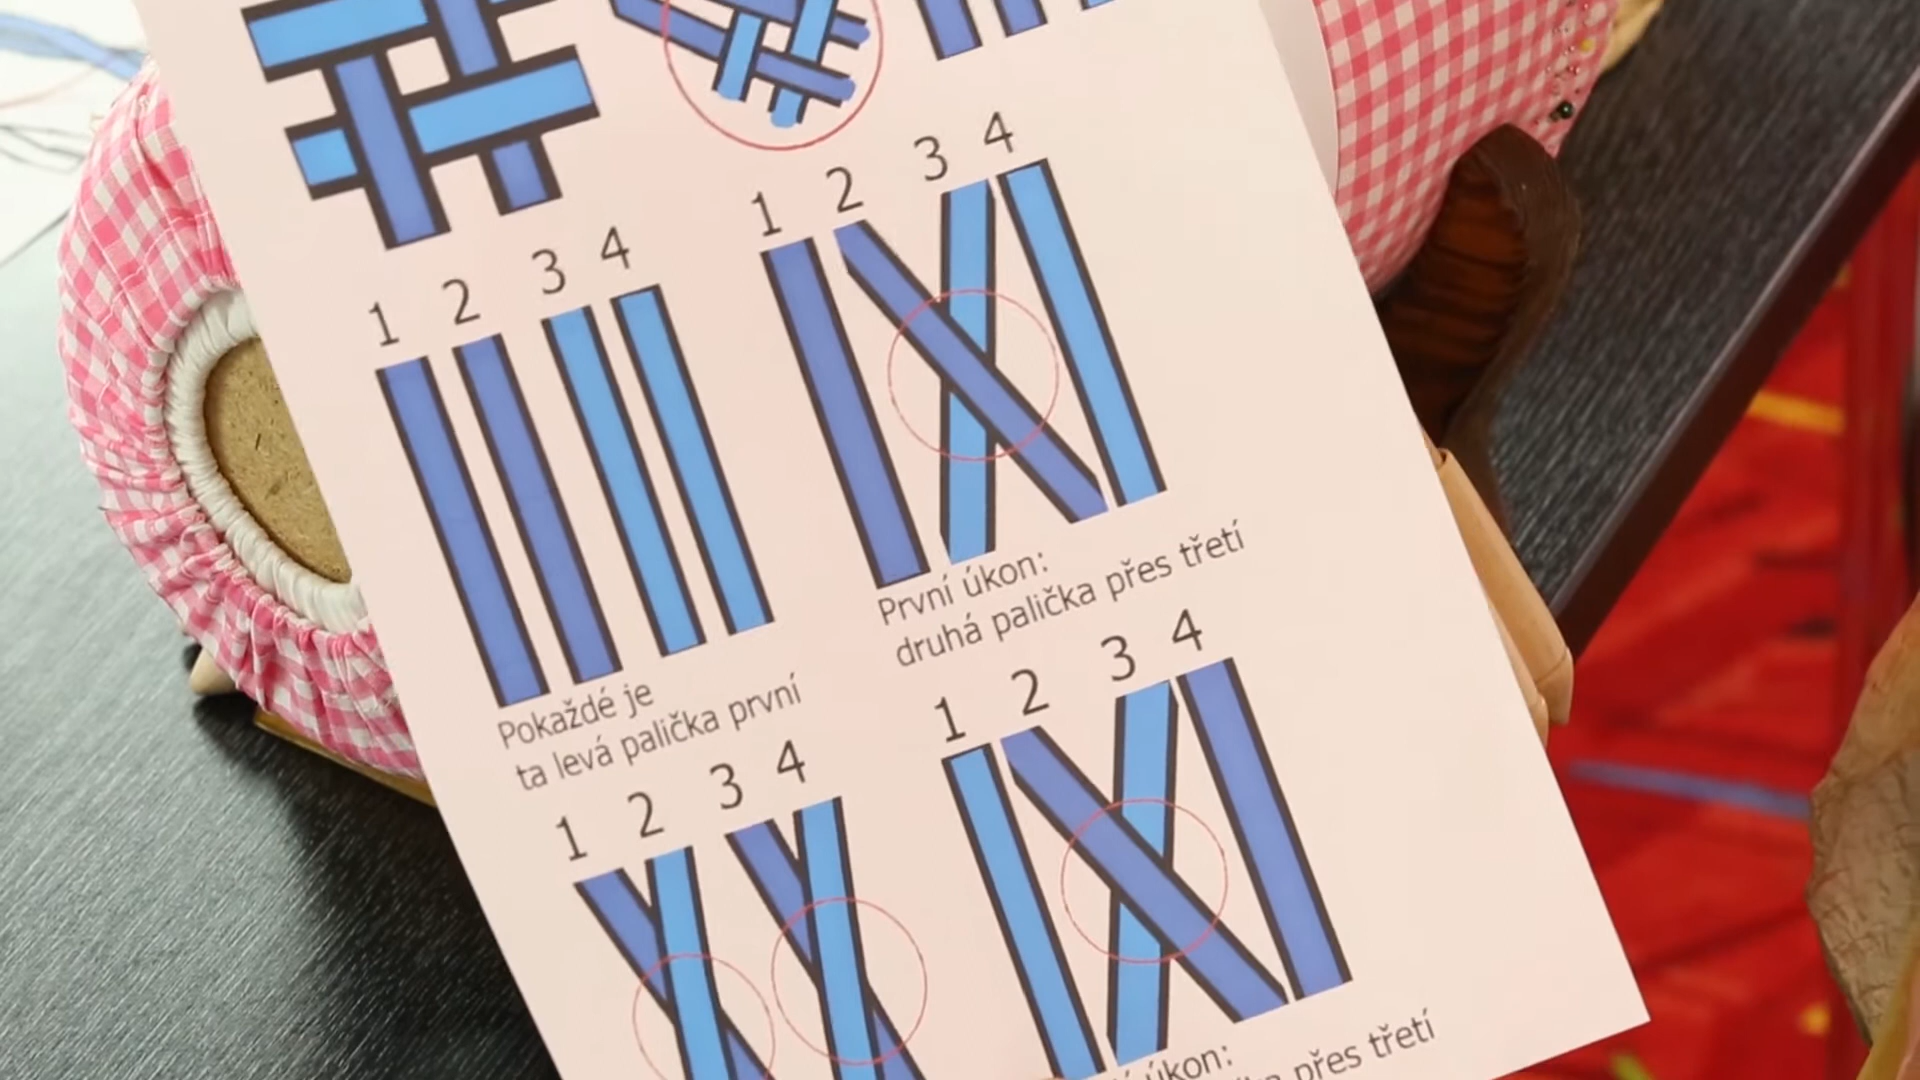 1 2 3 4
1 2 3 4
Pokaždé je
ta levá palička první
První úkon:
druhá palička přes třetí
1 2 3 4
1 2 3 4
úkon:
přes třetí